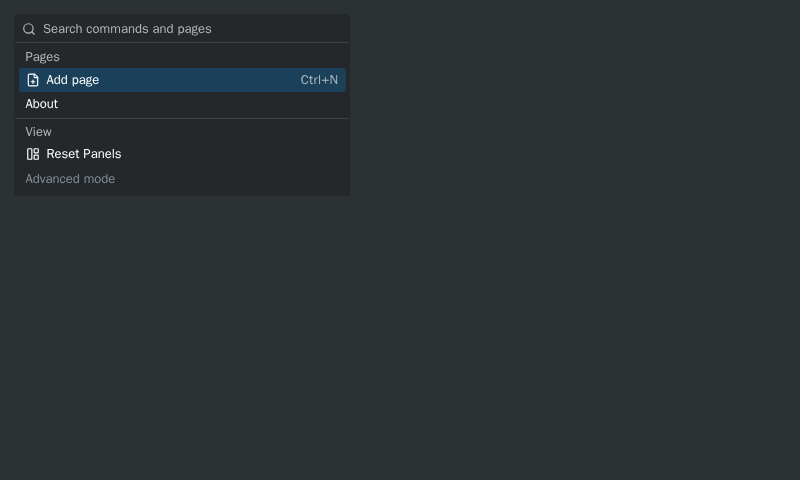 Search commands and pages
Pages
Add page Ctrl+N
About
View
Reset Panels
Advanced mode